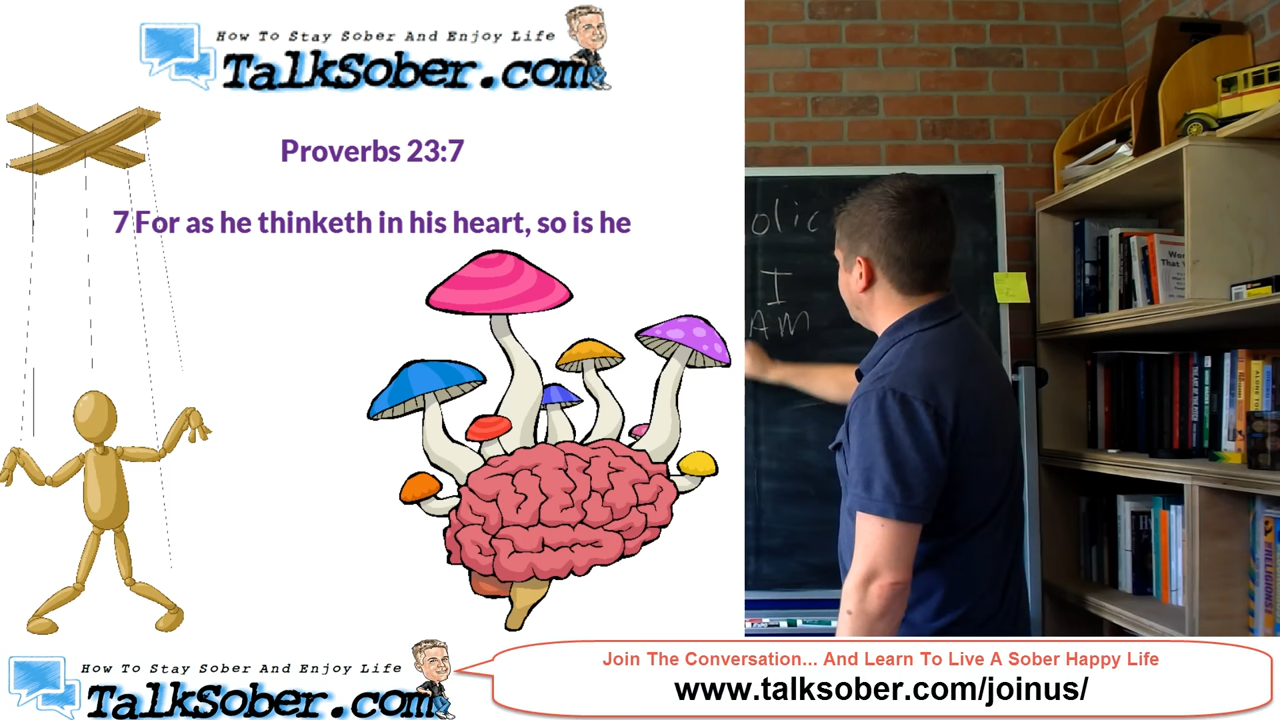 How To Stay Sober And Enjoy Life
TalkSober.com
Proverbs 23:7
7 For as he thinketh in his heart, so is he
olic
I
AM
How To Stay Sober And Enjoy Life
TalkSober.com
Join The Conversation... And Learn To Live A Sober Happy Life
www.talksober.com/joinus/